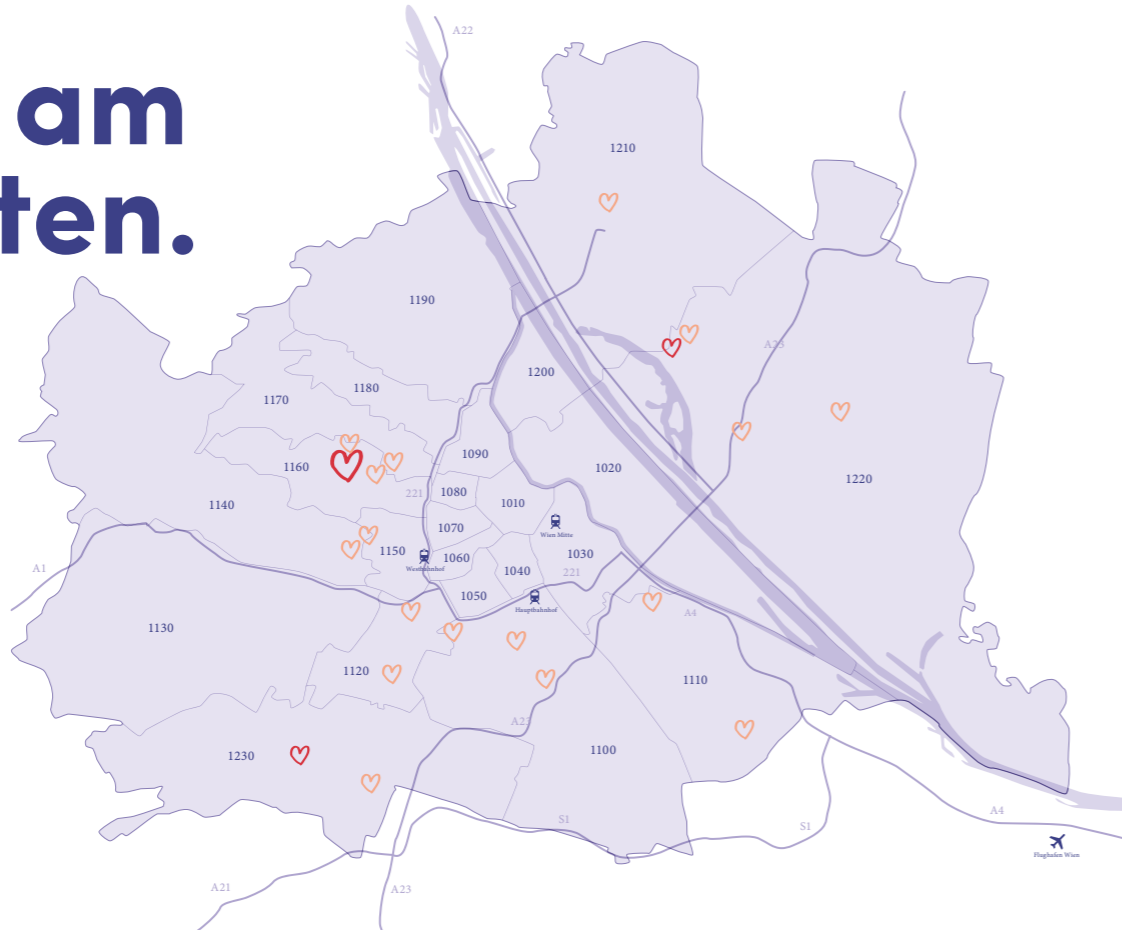 am
ten.
A22
1210
1190
A23
1200
1180
1170
1090
1160
1020
1220
221
1080
1010
1140
1070
Wien Mitte
1150
1060
1030
Westbahnhof
A1
1040
221
1050
Hauptbahnhof
A4
1130
1120
1110
A23
1230
1100
S1
S1
A4
Flughafen Wien
A21
A23